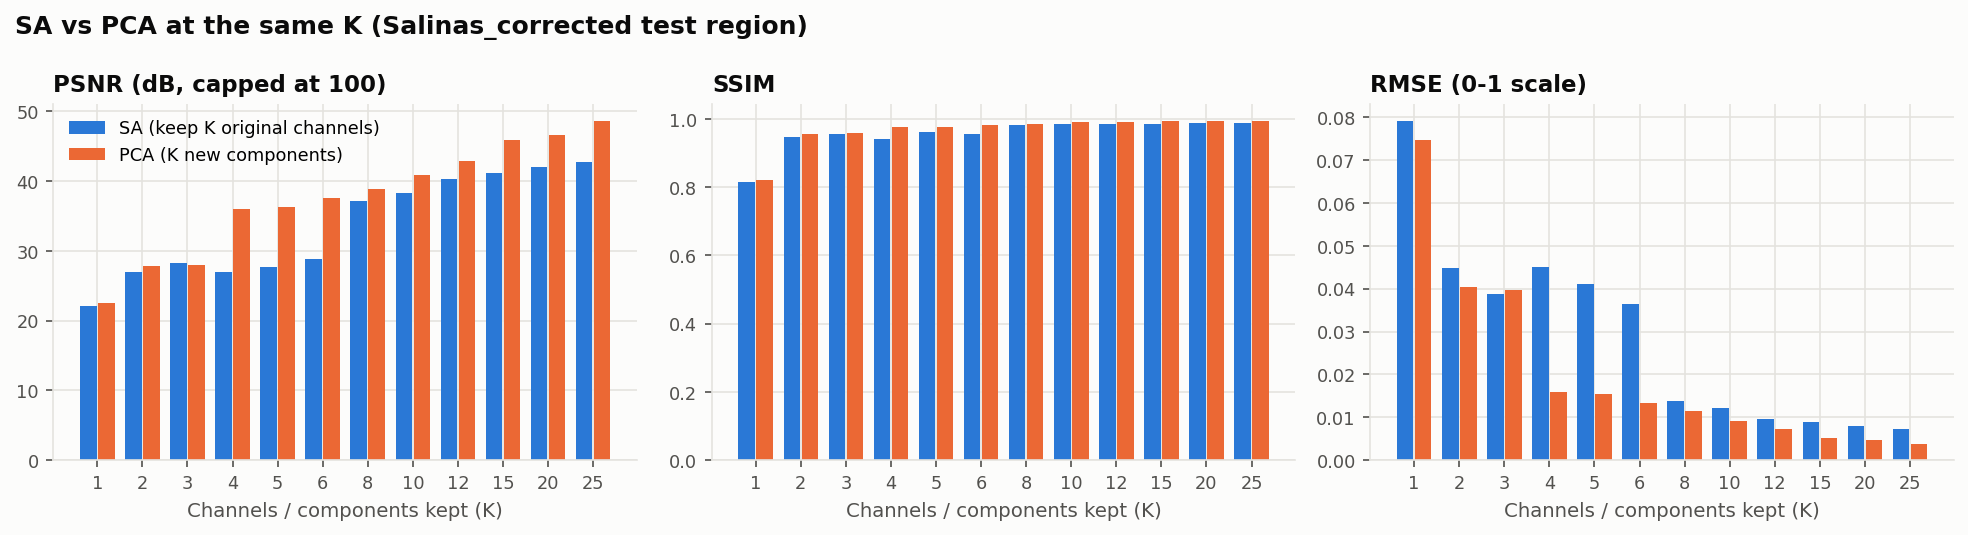 SA vs PCA at the same K (Salinas_corrected test region)
PSNR (dB, capped at 100)
50
40
30
20
10
0
SA (keep K original channels)
PCA (K new components)
1 2 3 4 5 6 8 10 12 15 20 25
Channels / components kept (K)
SSIM
1.0
0.8
0.6
0.4
0.2
0.0
1 2 3 4 5 6 8 10 12 15 20 25
Channels / components kept (K)
RMSE (0-1 scale)
0.08
0.07
0.06
0.05
0.04
0.03
0.02
0.01
0.00
1 2 3 4 5 6 8 10 12 15 20 25
Channels / components kept (K)